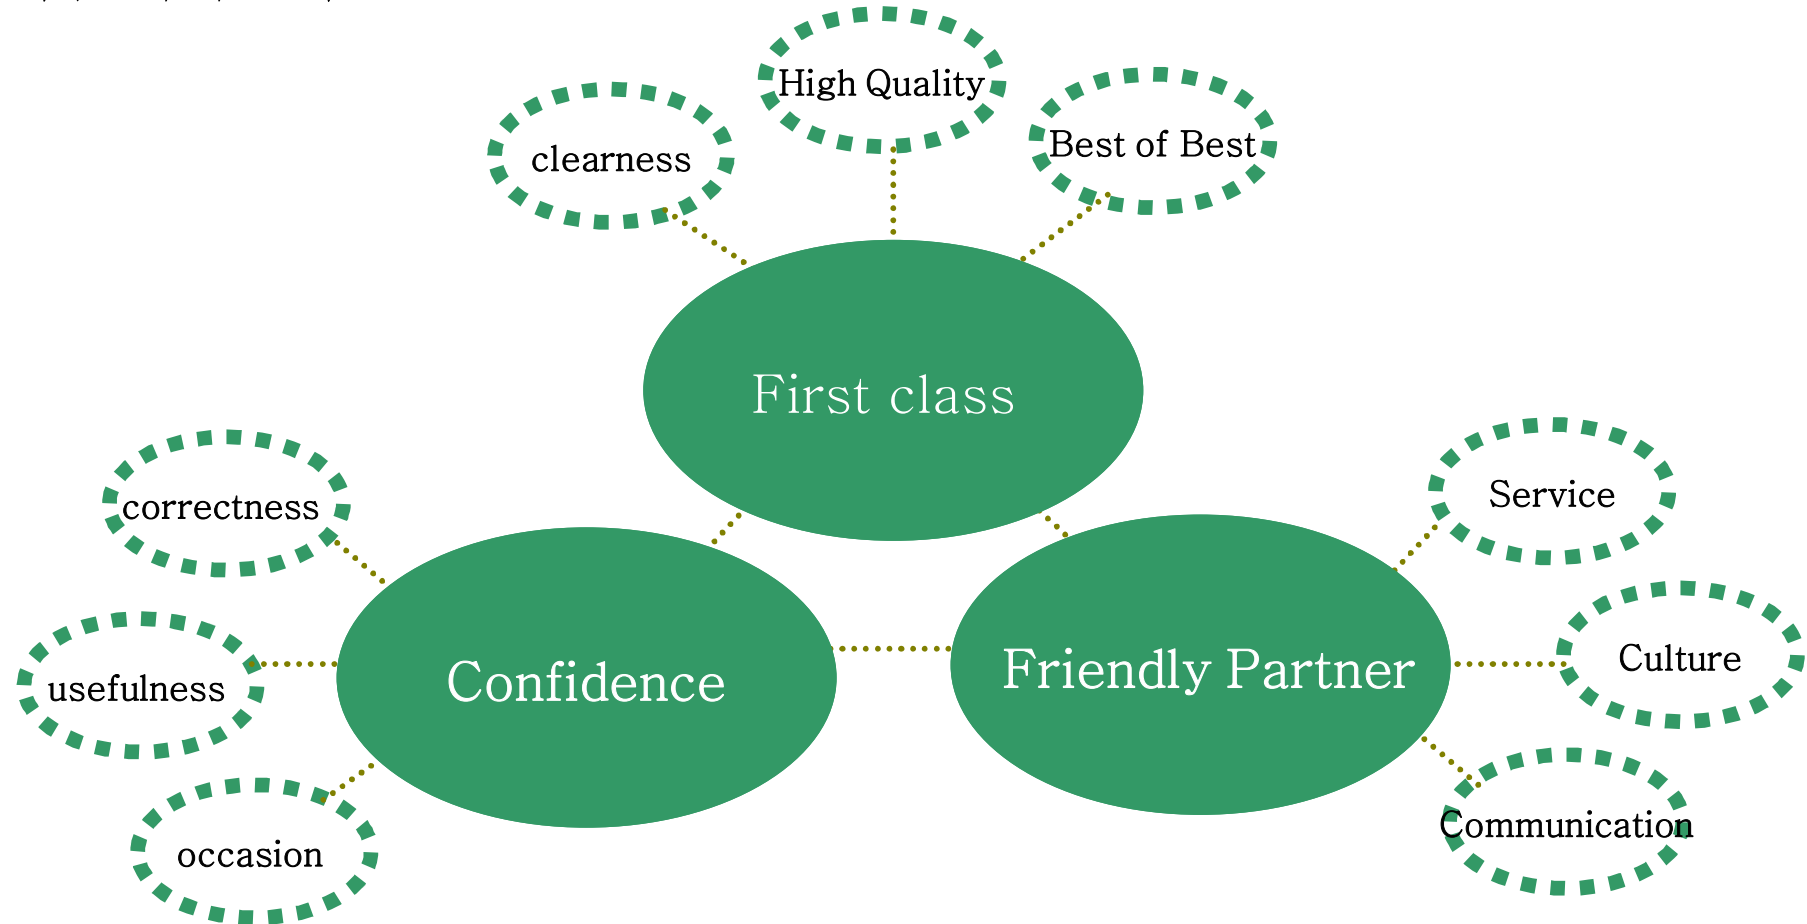 High Quality
Best of Best
clearness
First class
Service
correctness
Culture
Friendly Partner
Confidence
usefulness
Communication
occasion